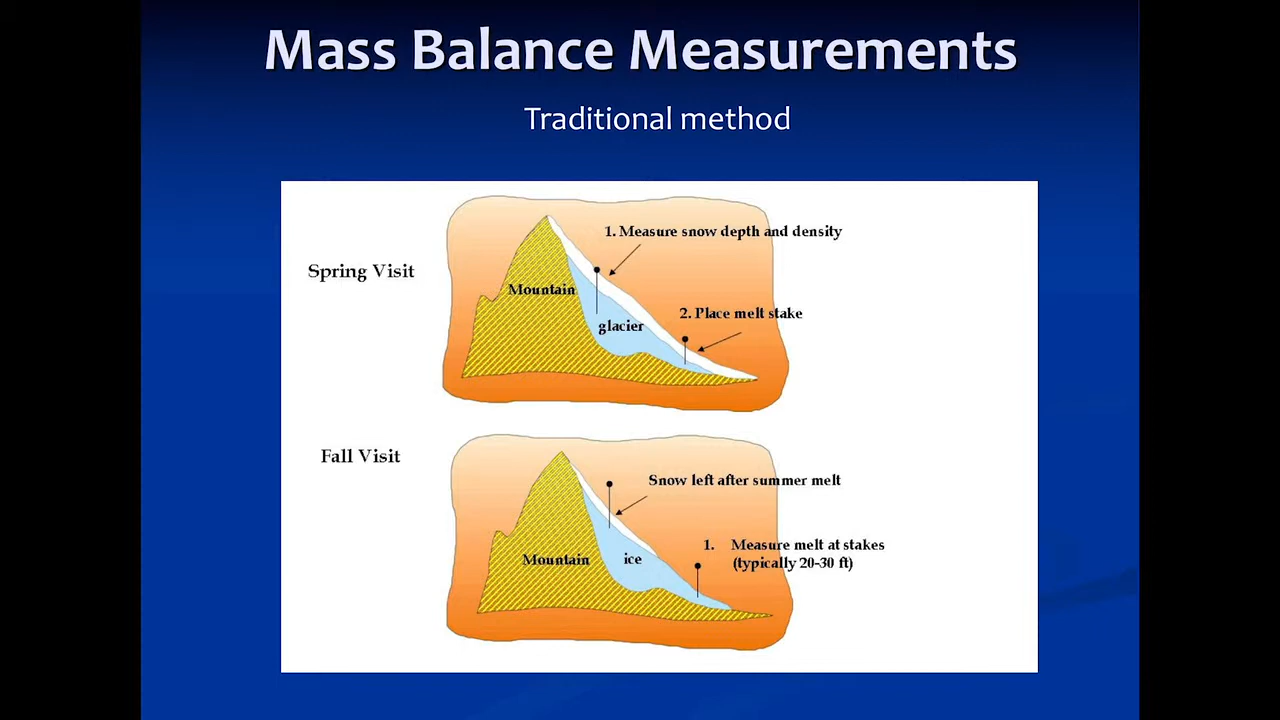 Mass Balance Measurements
Traditional method
Spring Visit
1. Measure snow depth and density
Mountain
glacier
2. Place melt stake
Fall Visit
Snow left after summer melt
Mountain
ice
1. Measure melt at stakes
(typically 20-30 ft)